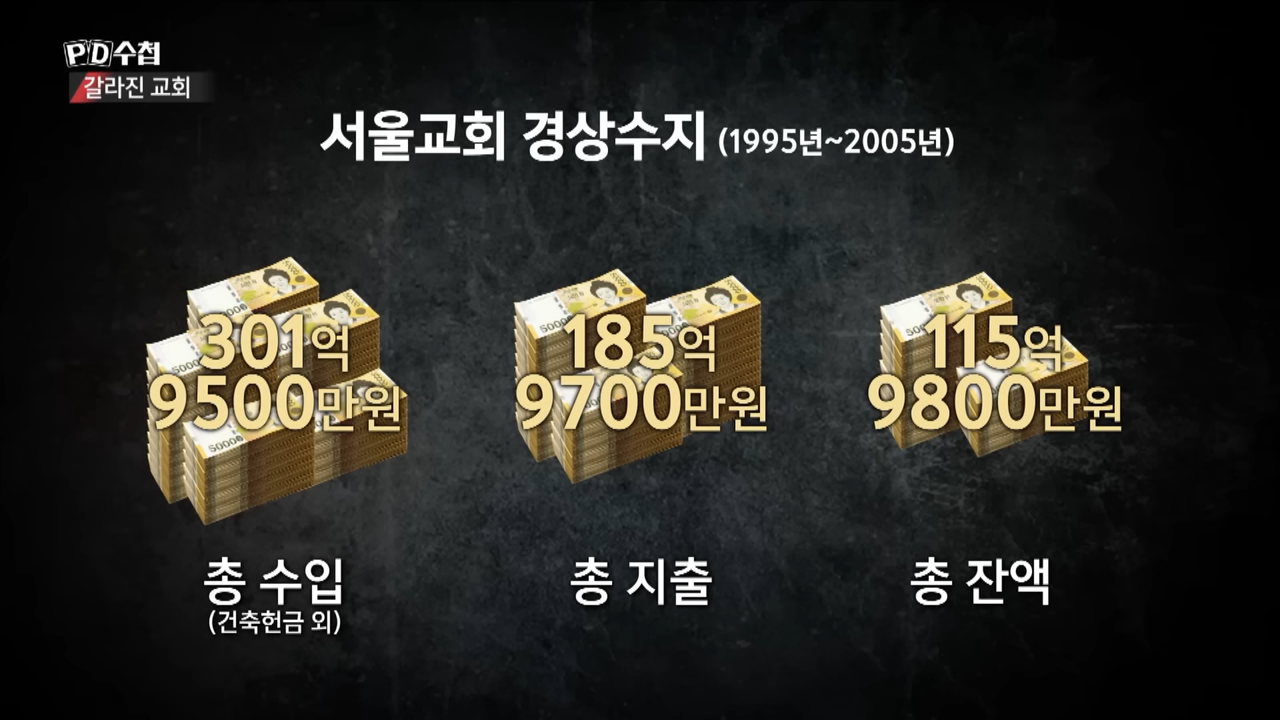 PD수첩
갈라진 교회
서울교회 경상수지 (1995년~2005년)
301억
9500만원
185억
9700만원
115억
9800만원
총 수입
(건축헌금 외)
총 지출
총 잔액